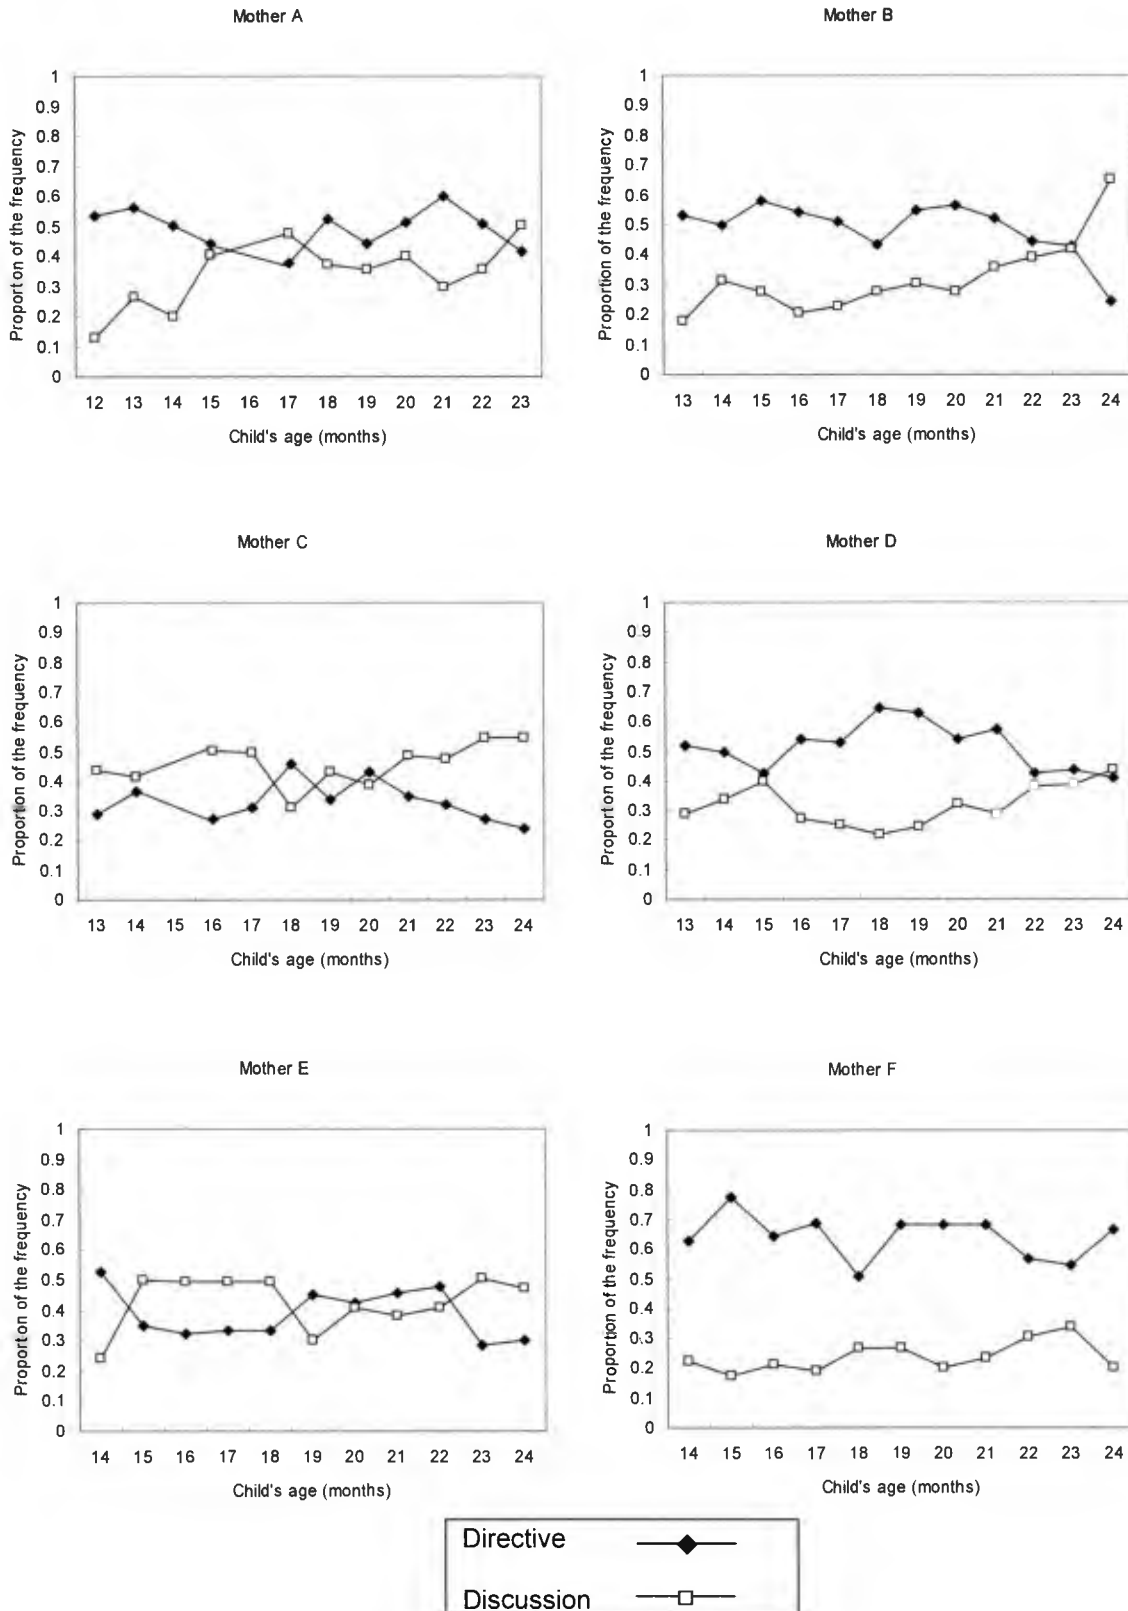 Mother A
Proportion of the frequency
1
0.9
0.8
0.7
0.6
0.5
0.4
0.3
0.2
0.1
0
12 13 14 15 16 17 18 19 20 21 22 23
Child's age (months)
Mother B
Proportion of the frequency
1
0.9
0.8
0.7
0.6
0.5
0.4
0.3
0.2
0.1
0
13 14 15 16 17 18 19 20 21 22 23 24
Child's age (months)
Mother C
Proportion of the frequency
1
0.9
0.8
0.7
0.6
0.5
0.4
0.3
0.2
0.1
0
13 14 15 16 17 18 19 20 21 22 23 24
Child's age (months)
Mother D
Proportion of the frequency
1
0.9
0.8
0.7
0.6
0.5
0.4
0.3
0.2
0.1
0
13 14 15 16 17 18 19 20 21 22 23 24
Child's age (months)
Mother E
Proportion of the frequency
1
0.9
0.8
0.7
0.6
0.5
0.4
0.3
0.2
0.1
0
14 15 16 17 18 19 20 21 22 23 24
Child's age (months)
Mother F
Proportion of the frequency
1
0.9
0.8
0.7
0.6
0.5
0.4
0.3
0.2
0.1
0
14 15 16 17 18 19 20 21 22 23 24
Child's age (months)
Directive
Discussion